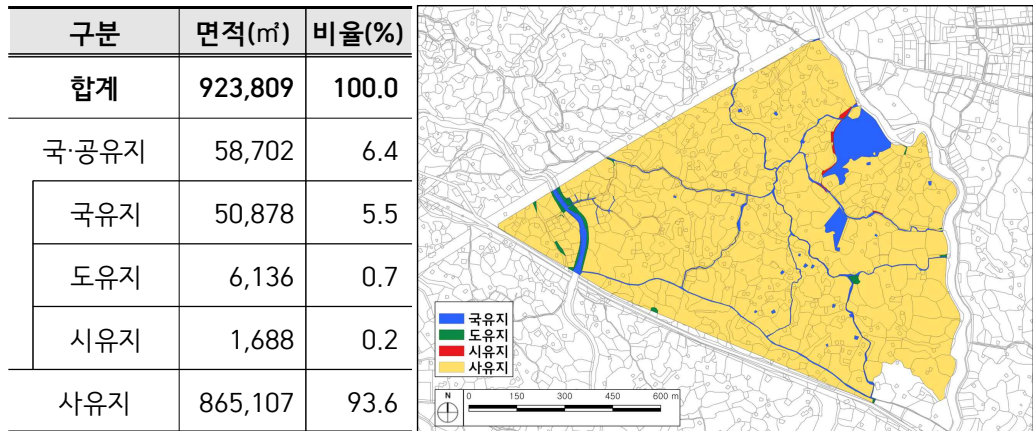 구분 면적(㎡) 비율(%)
합계 923,809 100.0
국·공유지 58,702 6.4
국유지 50,878 5.5
도유지 6,136 0.7
시유지 1,688 0.2
사유지 865,107 93.6
국유지
도유지
시유지
사유지
N 0 150 300 450 600 m